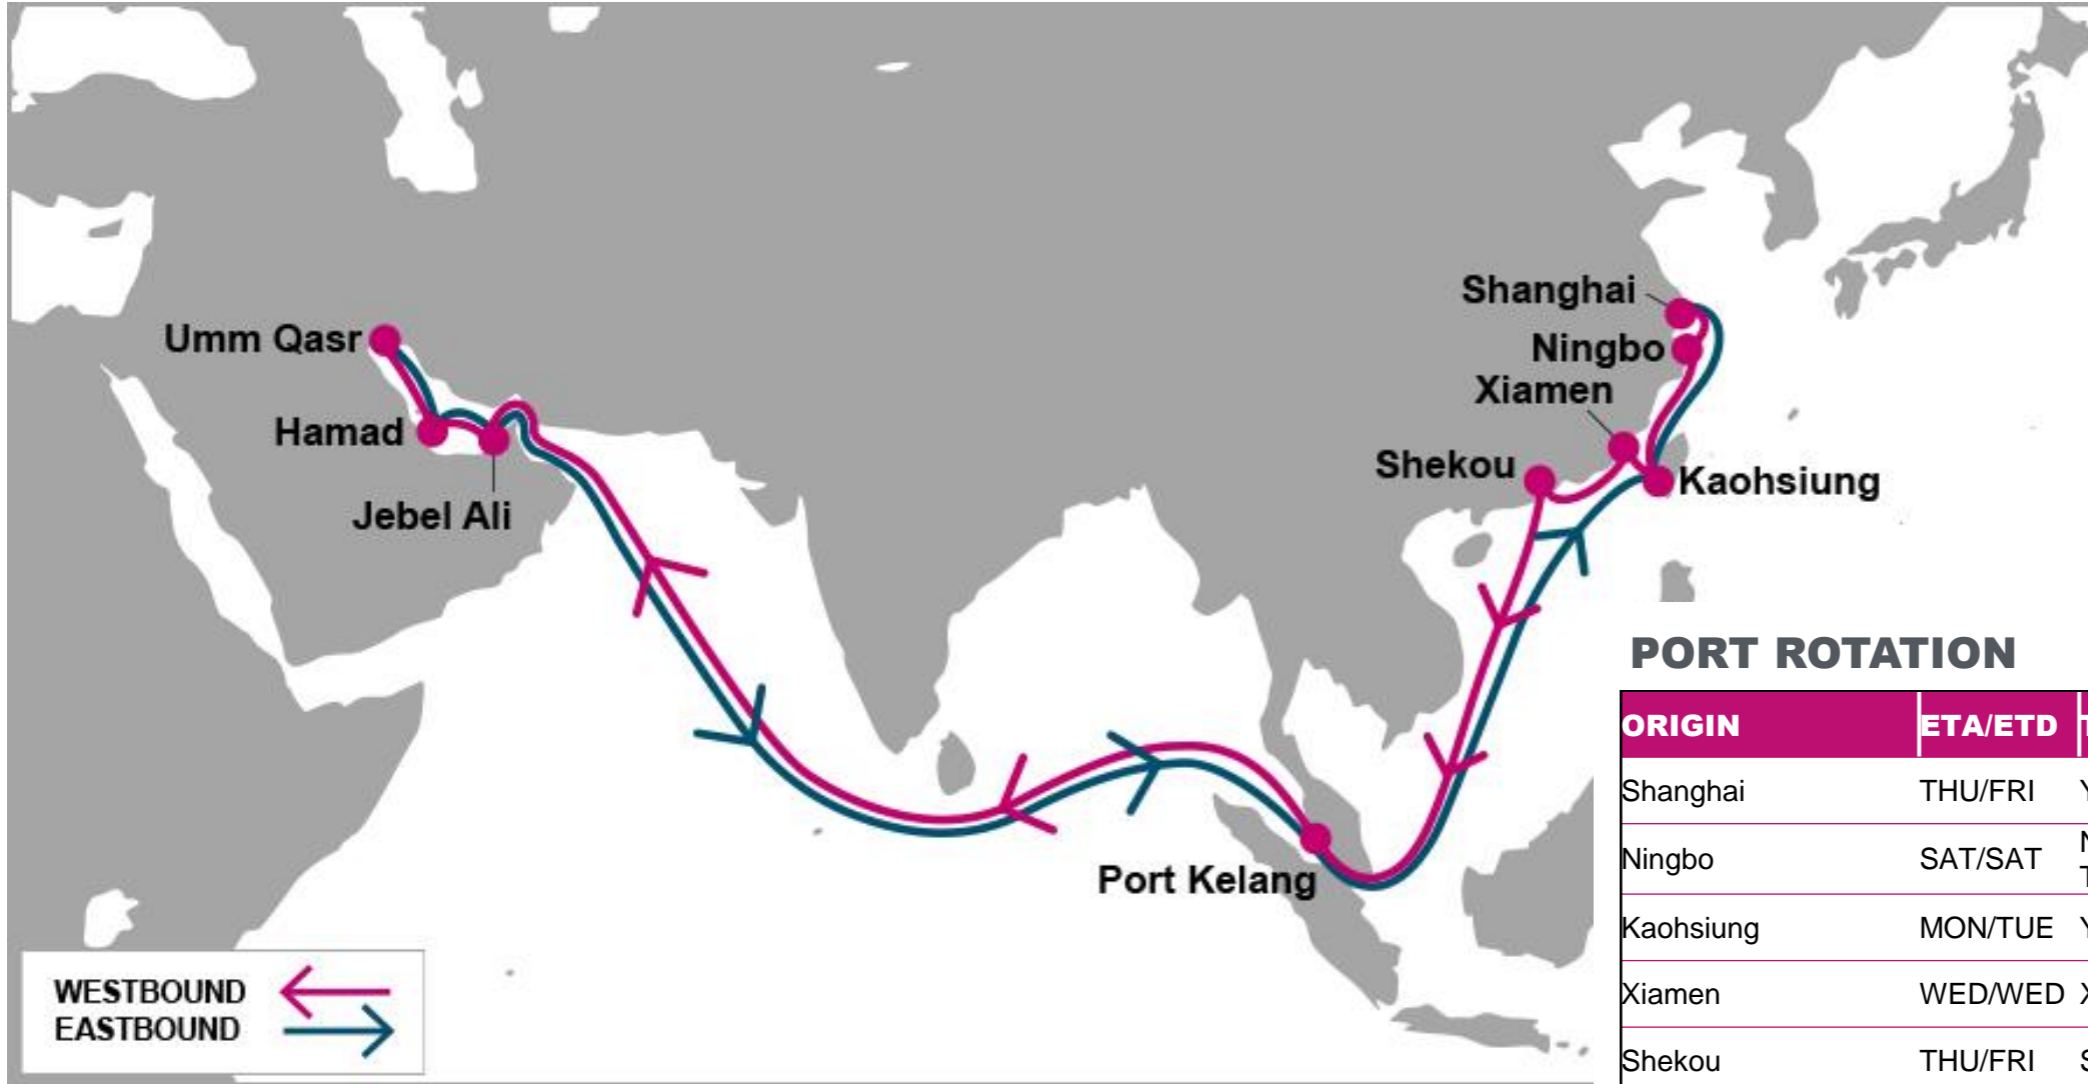 Shanghai
Umm Qasr
Ningbo
Xiamen
Hamad
Shekou
Kaohsiung
Jebel Ali
Port Kelang
WESTBOUND
EASTBOUND
PORT ROTATION
ORIGIN ETA/ETD
Shanghai THU/FRI
Ningbo SAT/SAT
Kaohsiung MON/TUE
Xiamen WED/WED
Shekou THU/FRI